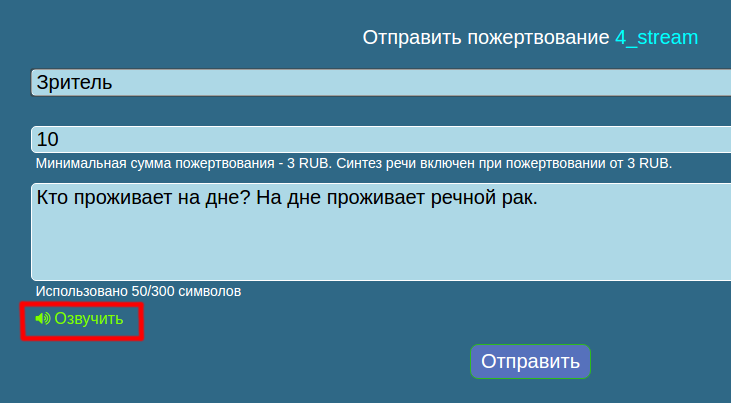 Отправить пожертвование 4_stream
Зритель
10
Минимальная сумма пожертвования - 3 RUB. Синтез речи включен при пожертвовании от 3 RUB.
Кто проживает на дне? На дне проживает речной рак.
Использовано 50/300 символов
Озвучить
Отправить